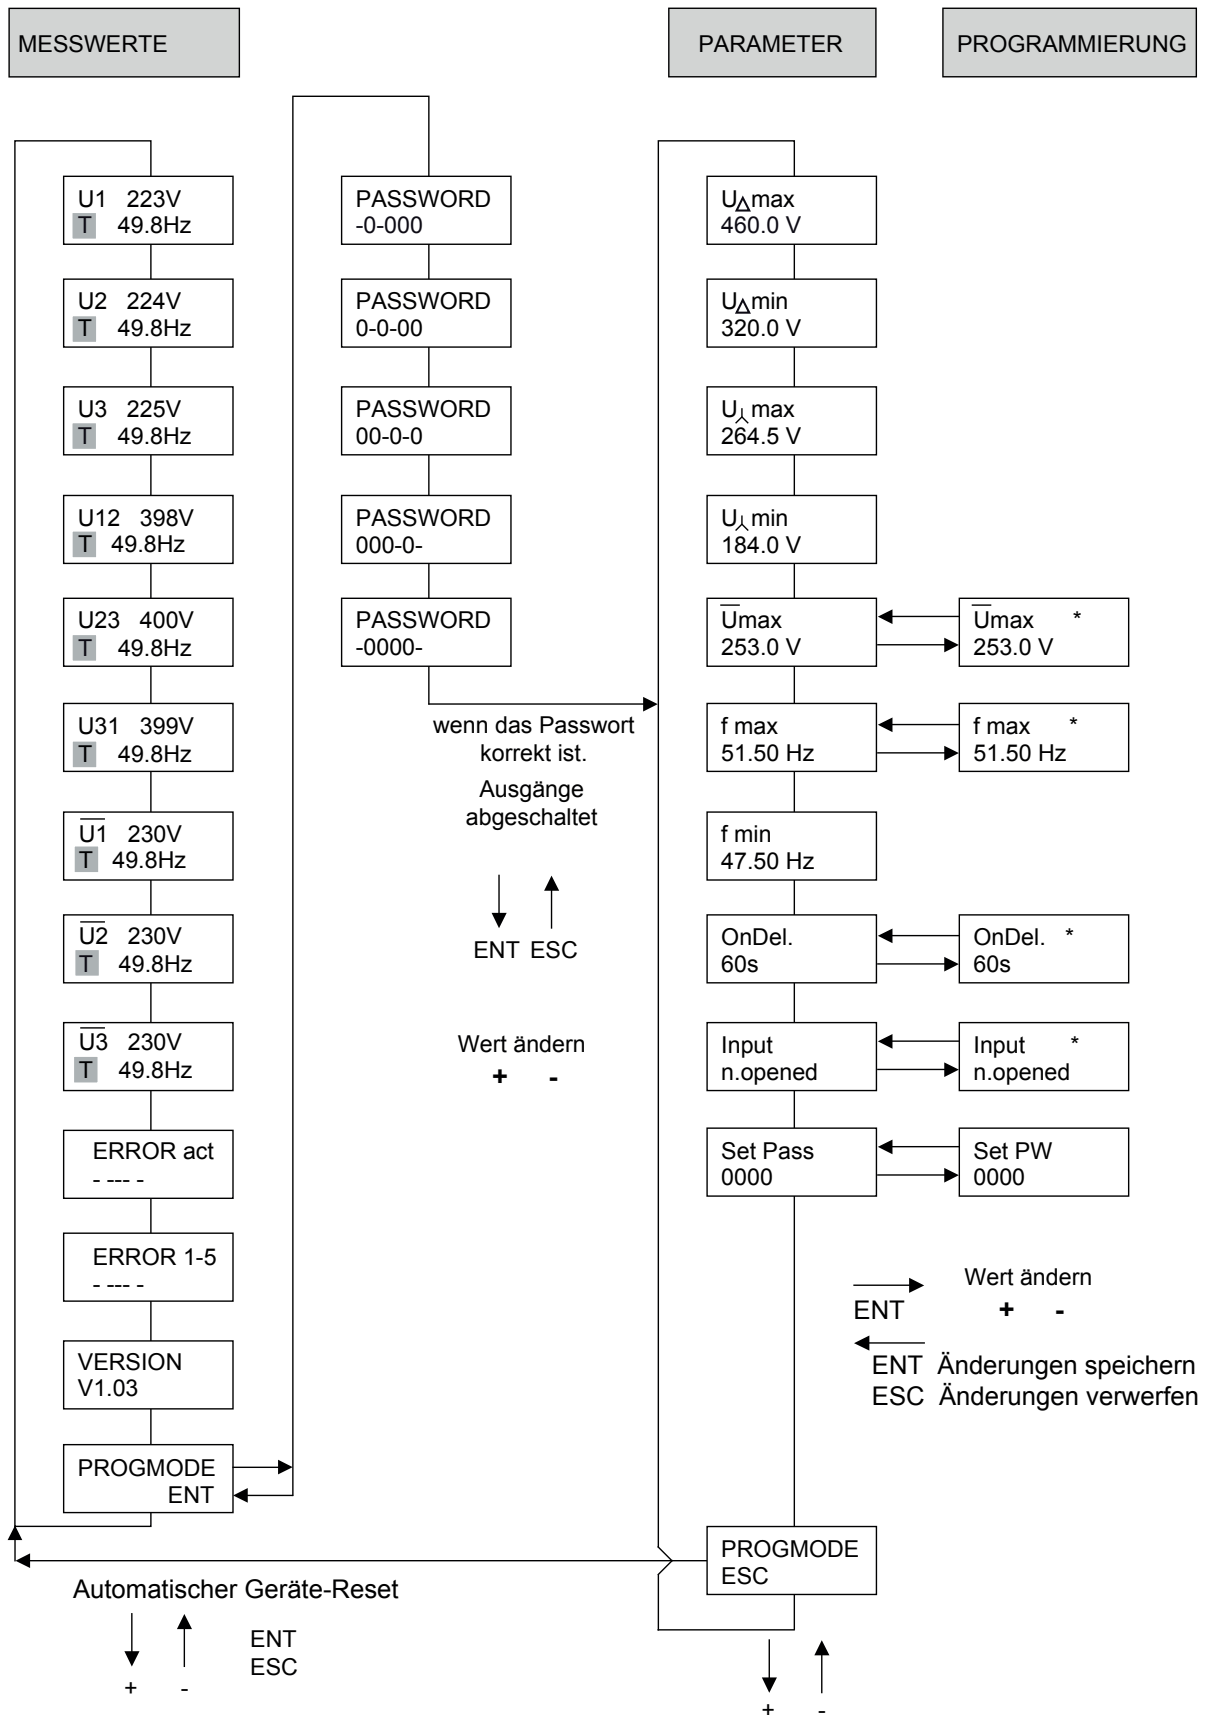 MESSWERTE
PARAMETER
PROGRAMMIERUNG
U1 223V
T 49.8Hz
U2 224V
T 49.8Hz
U3 225V
T 49.8Hz
U12 398V
T 49.8Hz
U23 400V
T 49.8Hz
U31 399V
T 49.8Hz
U̅1̅ 230V
T 49.8Hz
U̅2̅ 230V
T 49.8Hz
U̅3̅ 230V
T 49.8Hz
ERROR act
- --- -
ERROR 1-5
- --- -
VERSION
V1.03
PROGMODE
ENT
Automatischer Geräte-Reset
+ -
ENT
ESC
PASSWORD
-0-000
PASSWORD
0-0-00
PASSWORD
00-0-0
PASSWORD
000-0-
PASSWORD
-0000-
wenn das Passwort
korrekt ist.
Ausgänge
abgeschaltet
ENT ESC
Wert ändern
+ -
U△max
460.0 V
U△min
320.0 V
U⅄max
264.5 V
U⅄min
184.0 V
U̅max
253.0 V
f max
51.50 Hz
f min
47.50 Hz
OnDel.
60s
Input
n.opened
Set Pass
0000
PROGMODE
ESC
+ -
U̅max *
253.0 V
f max *
51.50 Hz
OnDel. *
60s
Input *
n.opened
Set PW
0000
ENT
Wert ändern
+ -
ENT Änderungen speichern
ESC Änderungen verwerfen